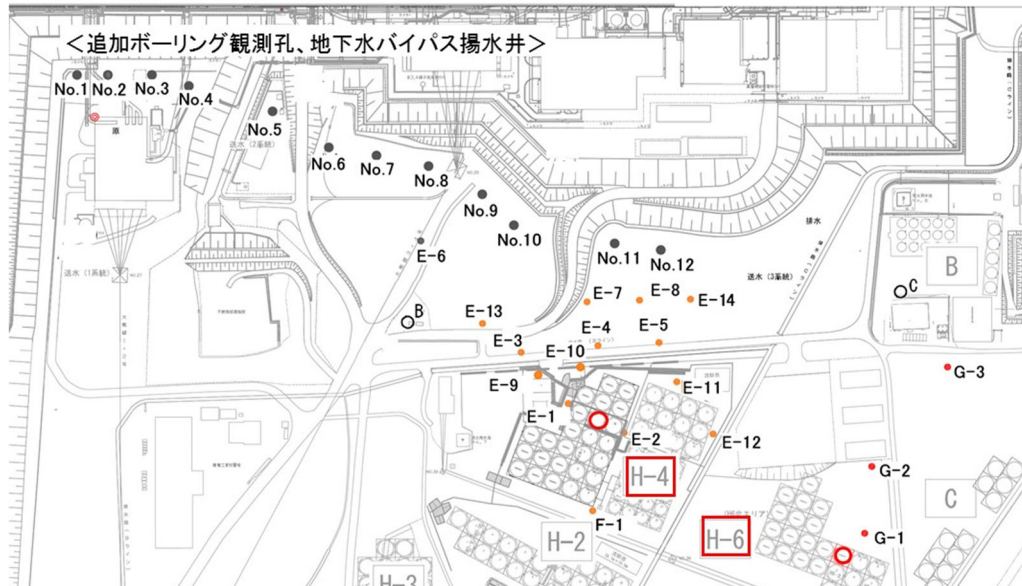 ＜追加ボーリング観測孔、地下水バイパス揚水井＞
No.1
No.2
No.3
No.4
No.5
送水（2系統）
No.6
No.7
No.8
No.9
No.10
E-6
No.11
No.12
排水
送水（3系統）
送水（1系統）
B
C
B
E-7
E-8
E-14
E-13
E-3
E-4
E-5
E-10
E-9
E-11
E-1
E-2
E-12
G-3
H-4
G-2
C
F-1
H-2
H-6
G-1
H-3